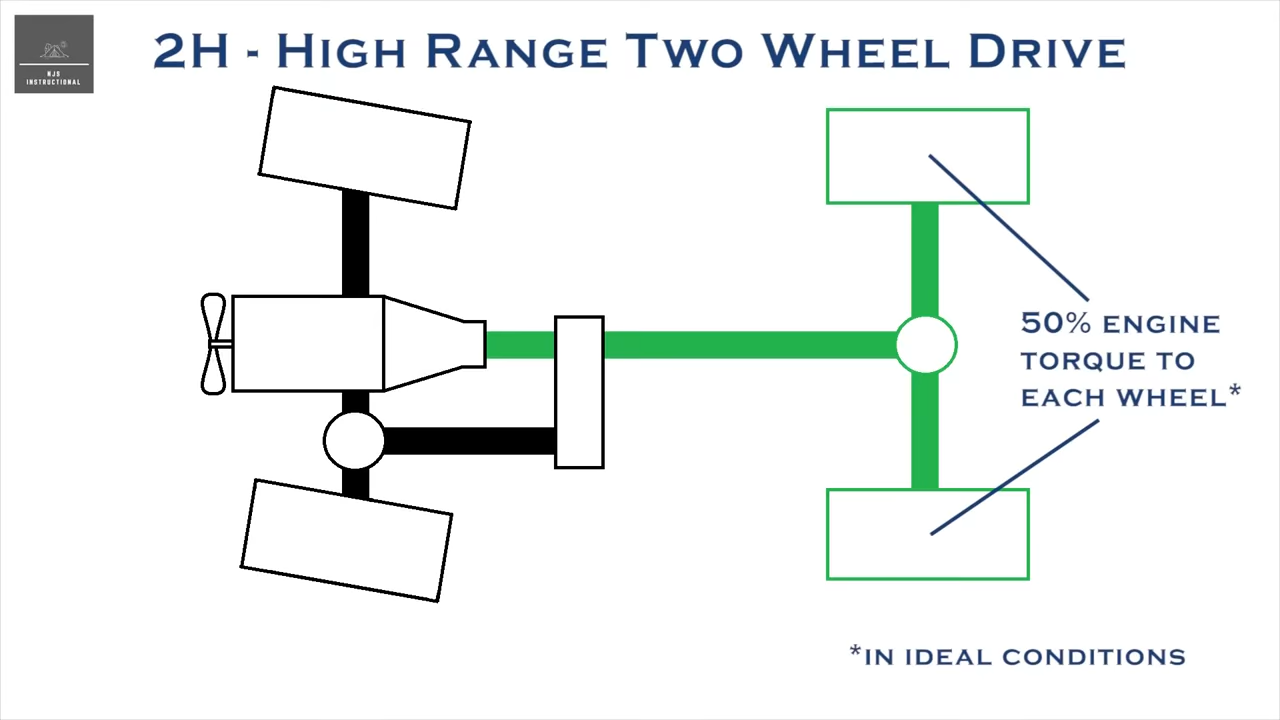 NJS
INSTRUCTIONAL
2H - HIGH RANGE TWO WHEEL DRIVE
50% ENGINE
TORQUE TO
EACH WHEEL*
*IN IDEAL CONDITIONS